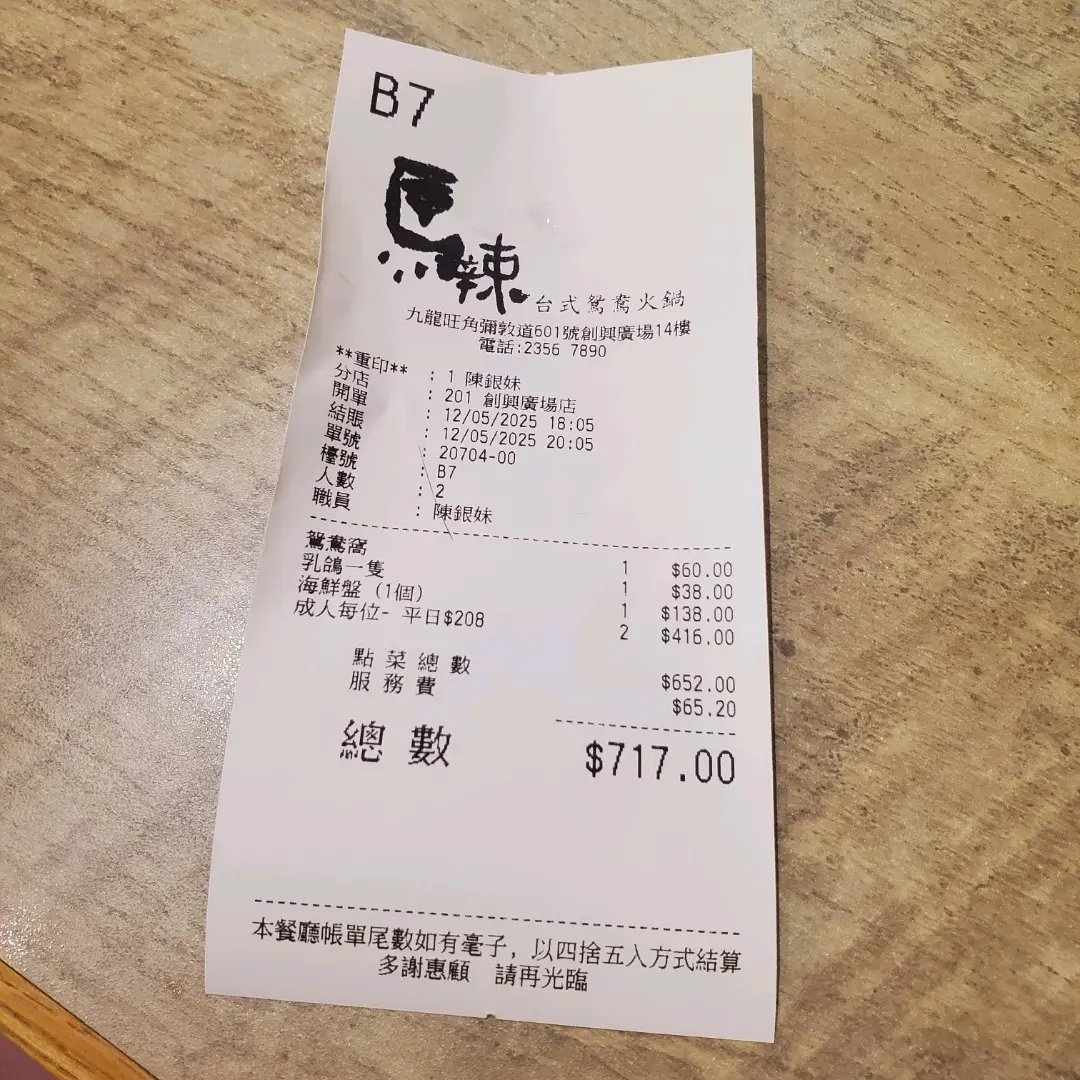 B7
馬辣
台式鴛鴦火鍋
九龍旺角彌敦道601號創興廣場14樓
電話:2356 7890
**重印** : 1 陳銀妹
分店 : 201 創興廣場店
開單 : 12/05/2025 18:05
結賬 : 12/05/2025 20:05
單號 : 20704-00
檯號 : B7
人數 : 2
職員 : 陳銀妹
鴛鴦窩 1 $60.00
乳鴿一隻 1 $38.00
海鮮盤 (1個) 1 $138.00
成人每位- 平日$208 2 $416.00
點菜總數 $652.00
服務費 $65.20
總數 $717.00
本餐廳帳單尾數如有毫子, 以四捨五入方式結算
多謝惠顧 請再光臨